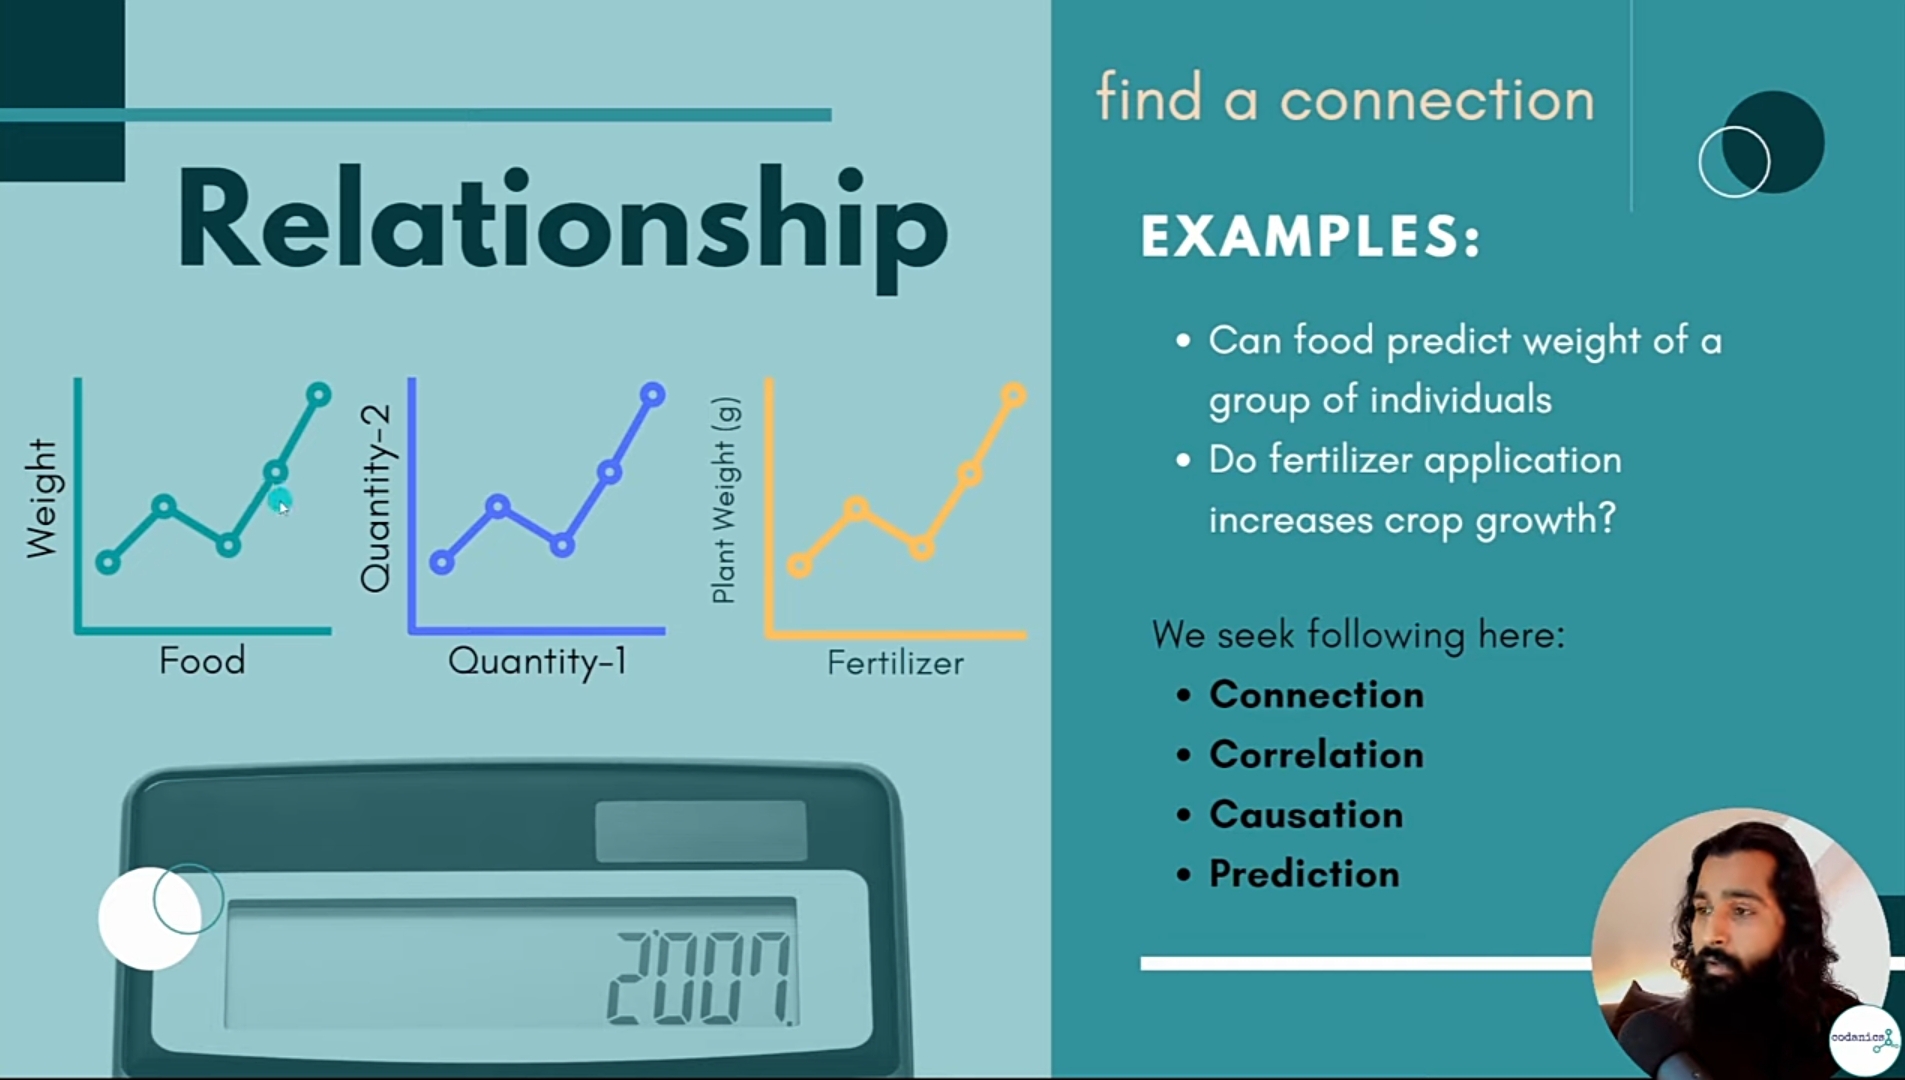 Relationship
Weight
Food
Quantity-2
Quantity-1
Plant Weight (g)
Fertilizer
2007.
find a connection
EXAMPLES:
• Can food predict weight of a
group of individuals
• Do fertilizer application
increases crop growth?
We seek following here:
• Connection
• Correlation
• Causation
• Prediction
codanics